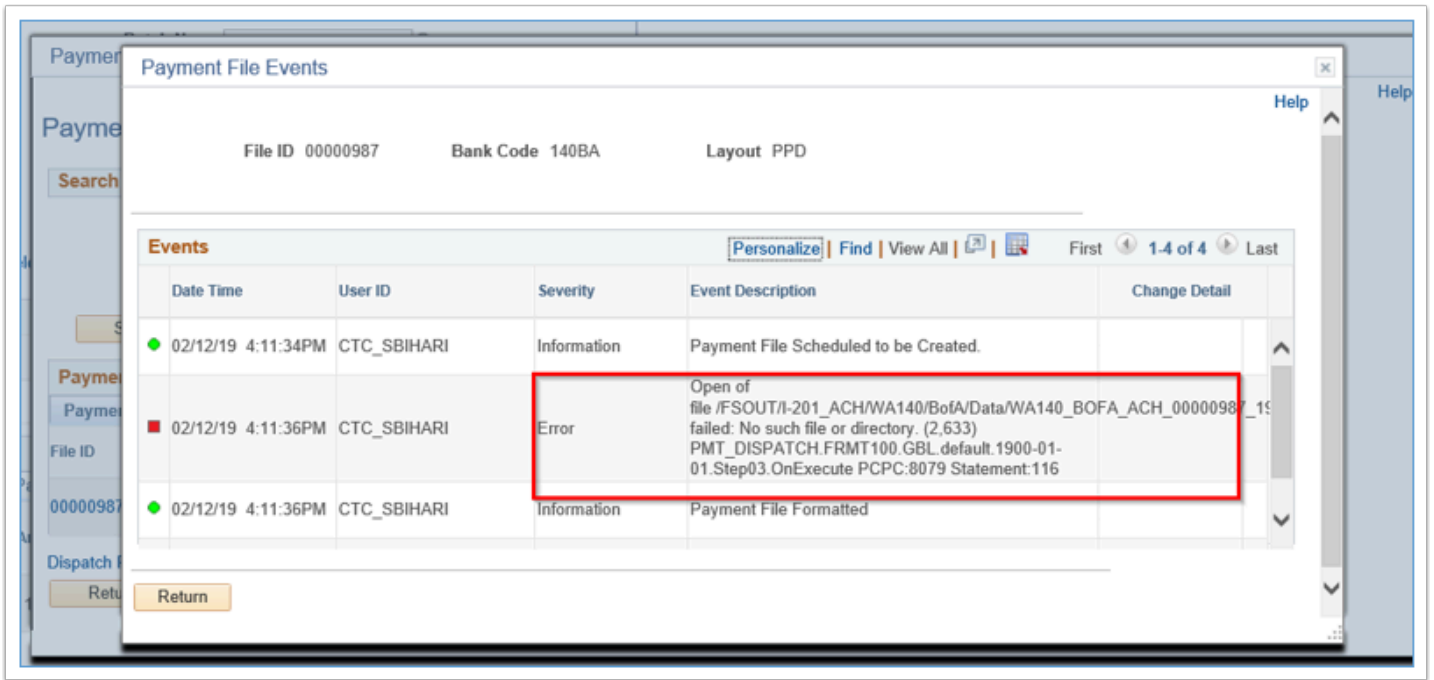 Payment File Events
Help
Help
File ID 00000987 Bank Code 140BA Layout PPD
Search
Events
Personalize | Find | View All | | First 1-4 of 4 Last
Date Time User ID Severity Event Description Change Detail
02/12/19 4:11:34PM CTC_SBIHARI Information Payment File Scheduled to be Created.
02/12/19 4:11:36PM CTC_SBIHARI Error
Open of
file /FSOUT/I-201_ACH/WA140/BofA/Data/WA140_BOFA_ACH_00000987_19
failed: No such file or directory. (2,633)
PMT_DISPATCH.FRMT100.GBL.default.1900-01-
01.Step03.OnExecute PCPC:8079 Statement:116
File ID
00000987
02/12/19 4:11:36PM CTC_SBIHARI Information Payment File Formatted
Dispatch
Return